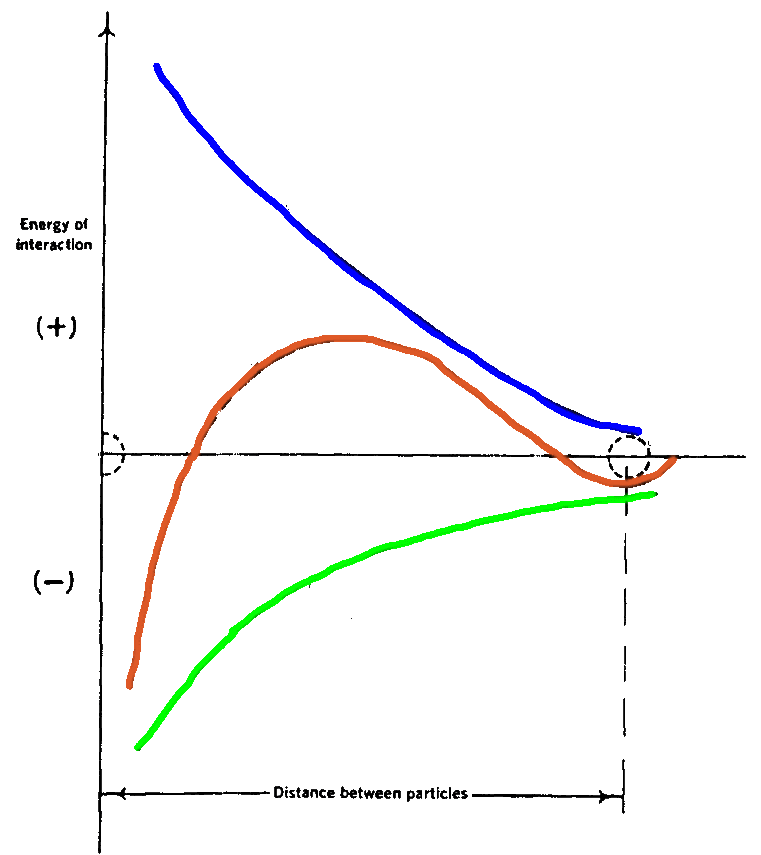 Energy of
interaction
(+)
(−)
Distance between particles